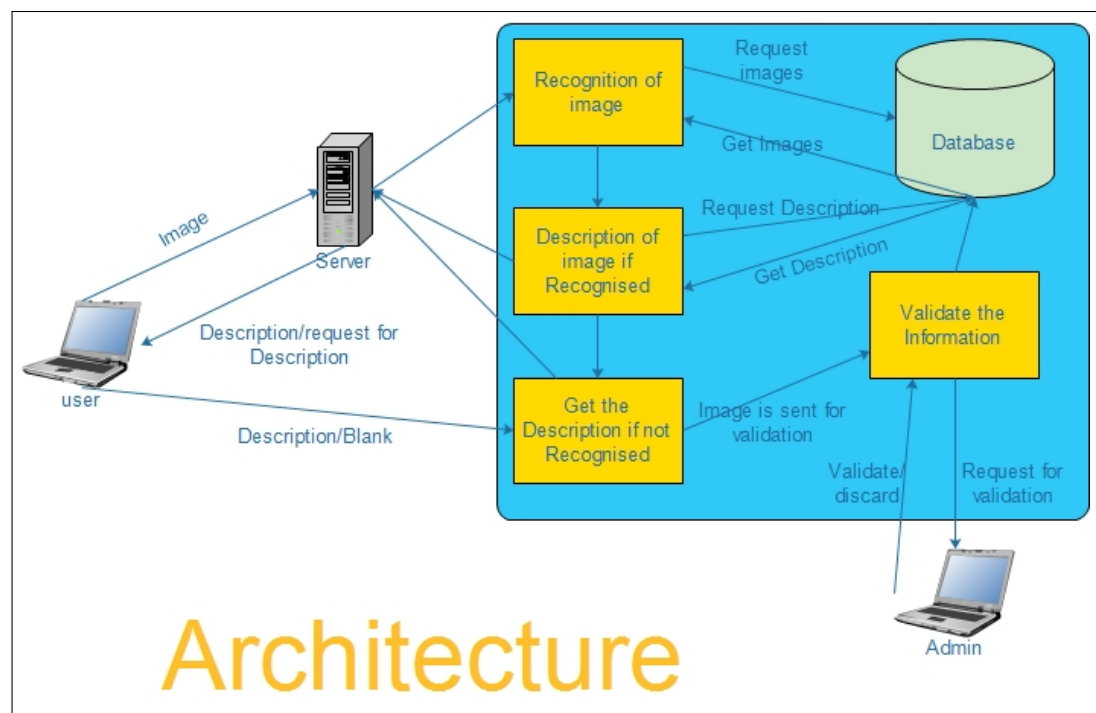 Request
images
Recognition of
image
Database
Get Images
Image
Server
Request Description
Description of
image if
Recognised
Get Description
Validate the
Information
Description/request for
Description
user
Get the
Description if not
Recognised
Image is sent for
validation
Description/Blank
Validate/
discard
Request for
validation
Admin
Architecture